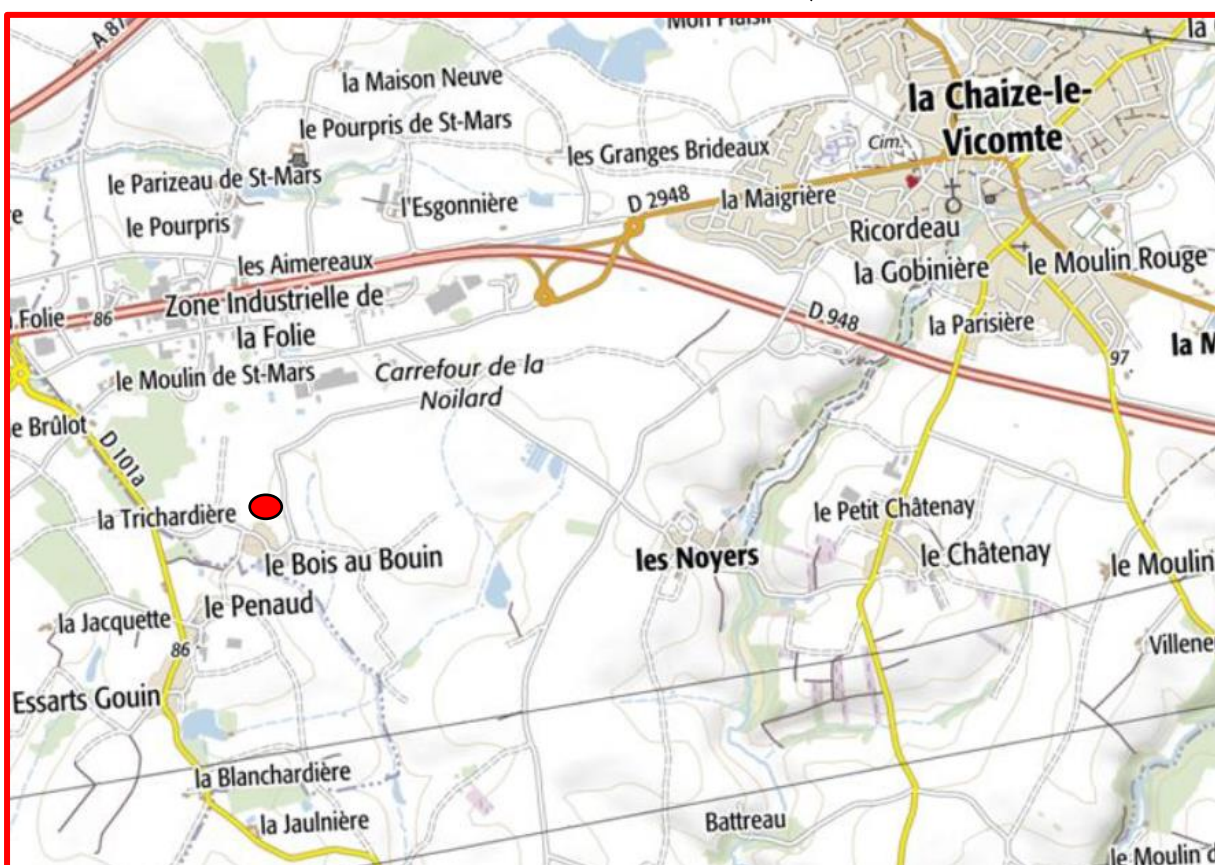 Mon Plaisir
la
A 87
la Maison Neuve
la Chaize-le-
Vicomte
le Pourpris de St-Mars
Cim.
les Granges Brideaux
le Parizeau de St-Mars
l'Esgonnière
D 2948
la Maigrière
le Pourpris
Ricordeau
les Aimereaux
la Gobinière
le Moulin Rouge
Zone Industrielle de
la Folie
Folie
86
D 948
la Parisière
la M
97
le Moulin de St-Mars
Carrefour de la
Noilard
e Brûlot
D 101a
la Trichardière
le Petit Châtenay
le Bois au Bouin
les Noyers
le Châtenay
le Moulin
la Jacquette
le Penaud
86
Villene
Essarts Gouin
la Blanchardière
la Jaulnière
Battreau
le Moulin d